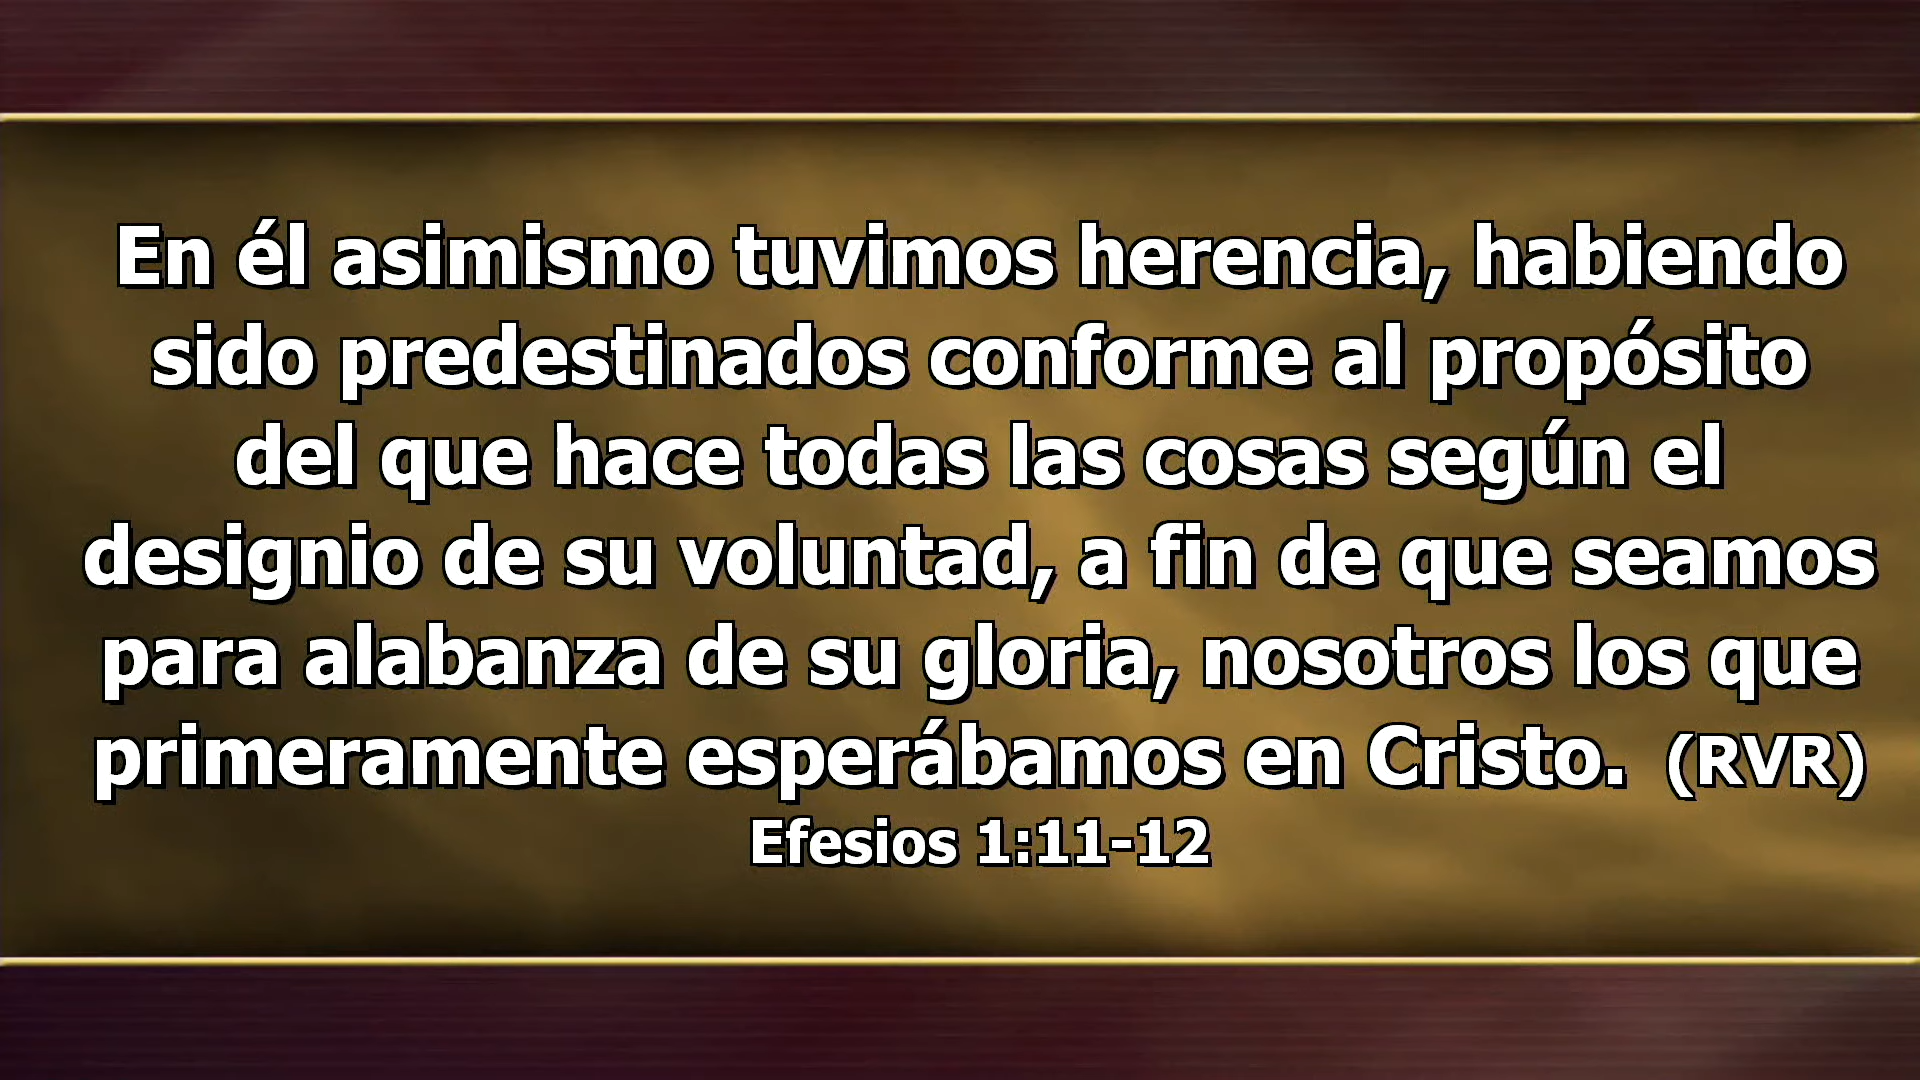 En él asimismo tuvimos herencia, habiendo
sido predestinados conforme al propósito
del que hace todas las cosas según el
designio de su voluntad, a fin de que seamos
para alabanza de su gloria, nosotros los que
primeramente esperábamos en Cristo. (RVR)
Efesios 1:11-12